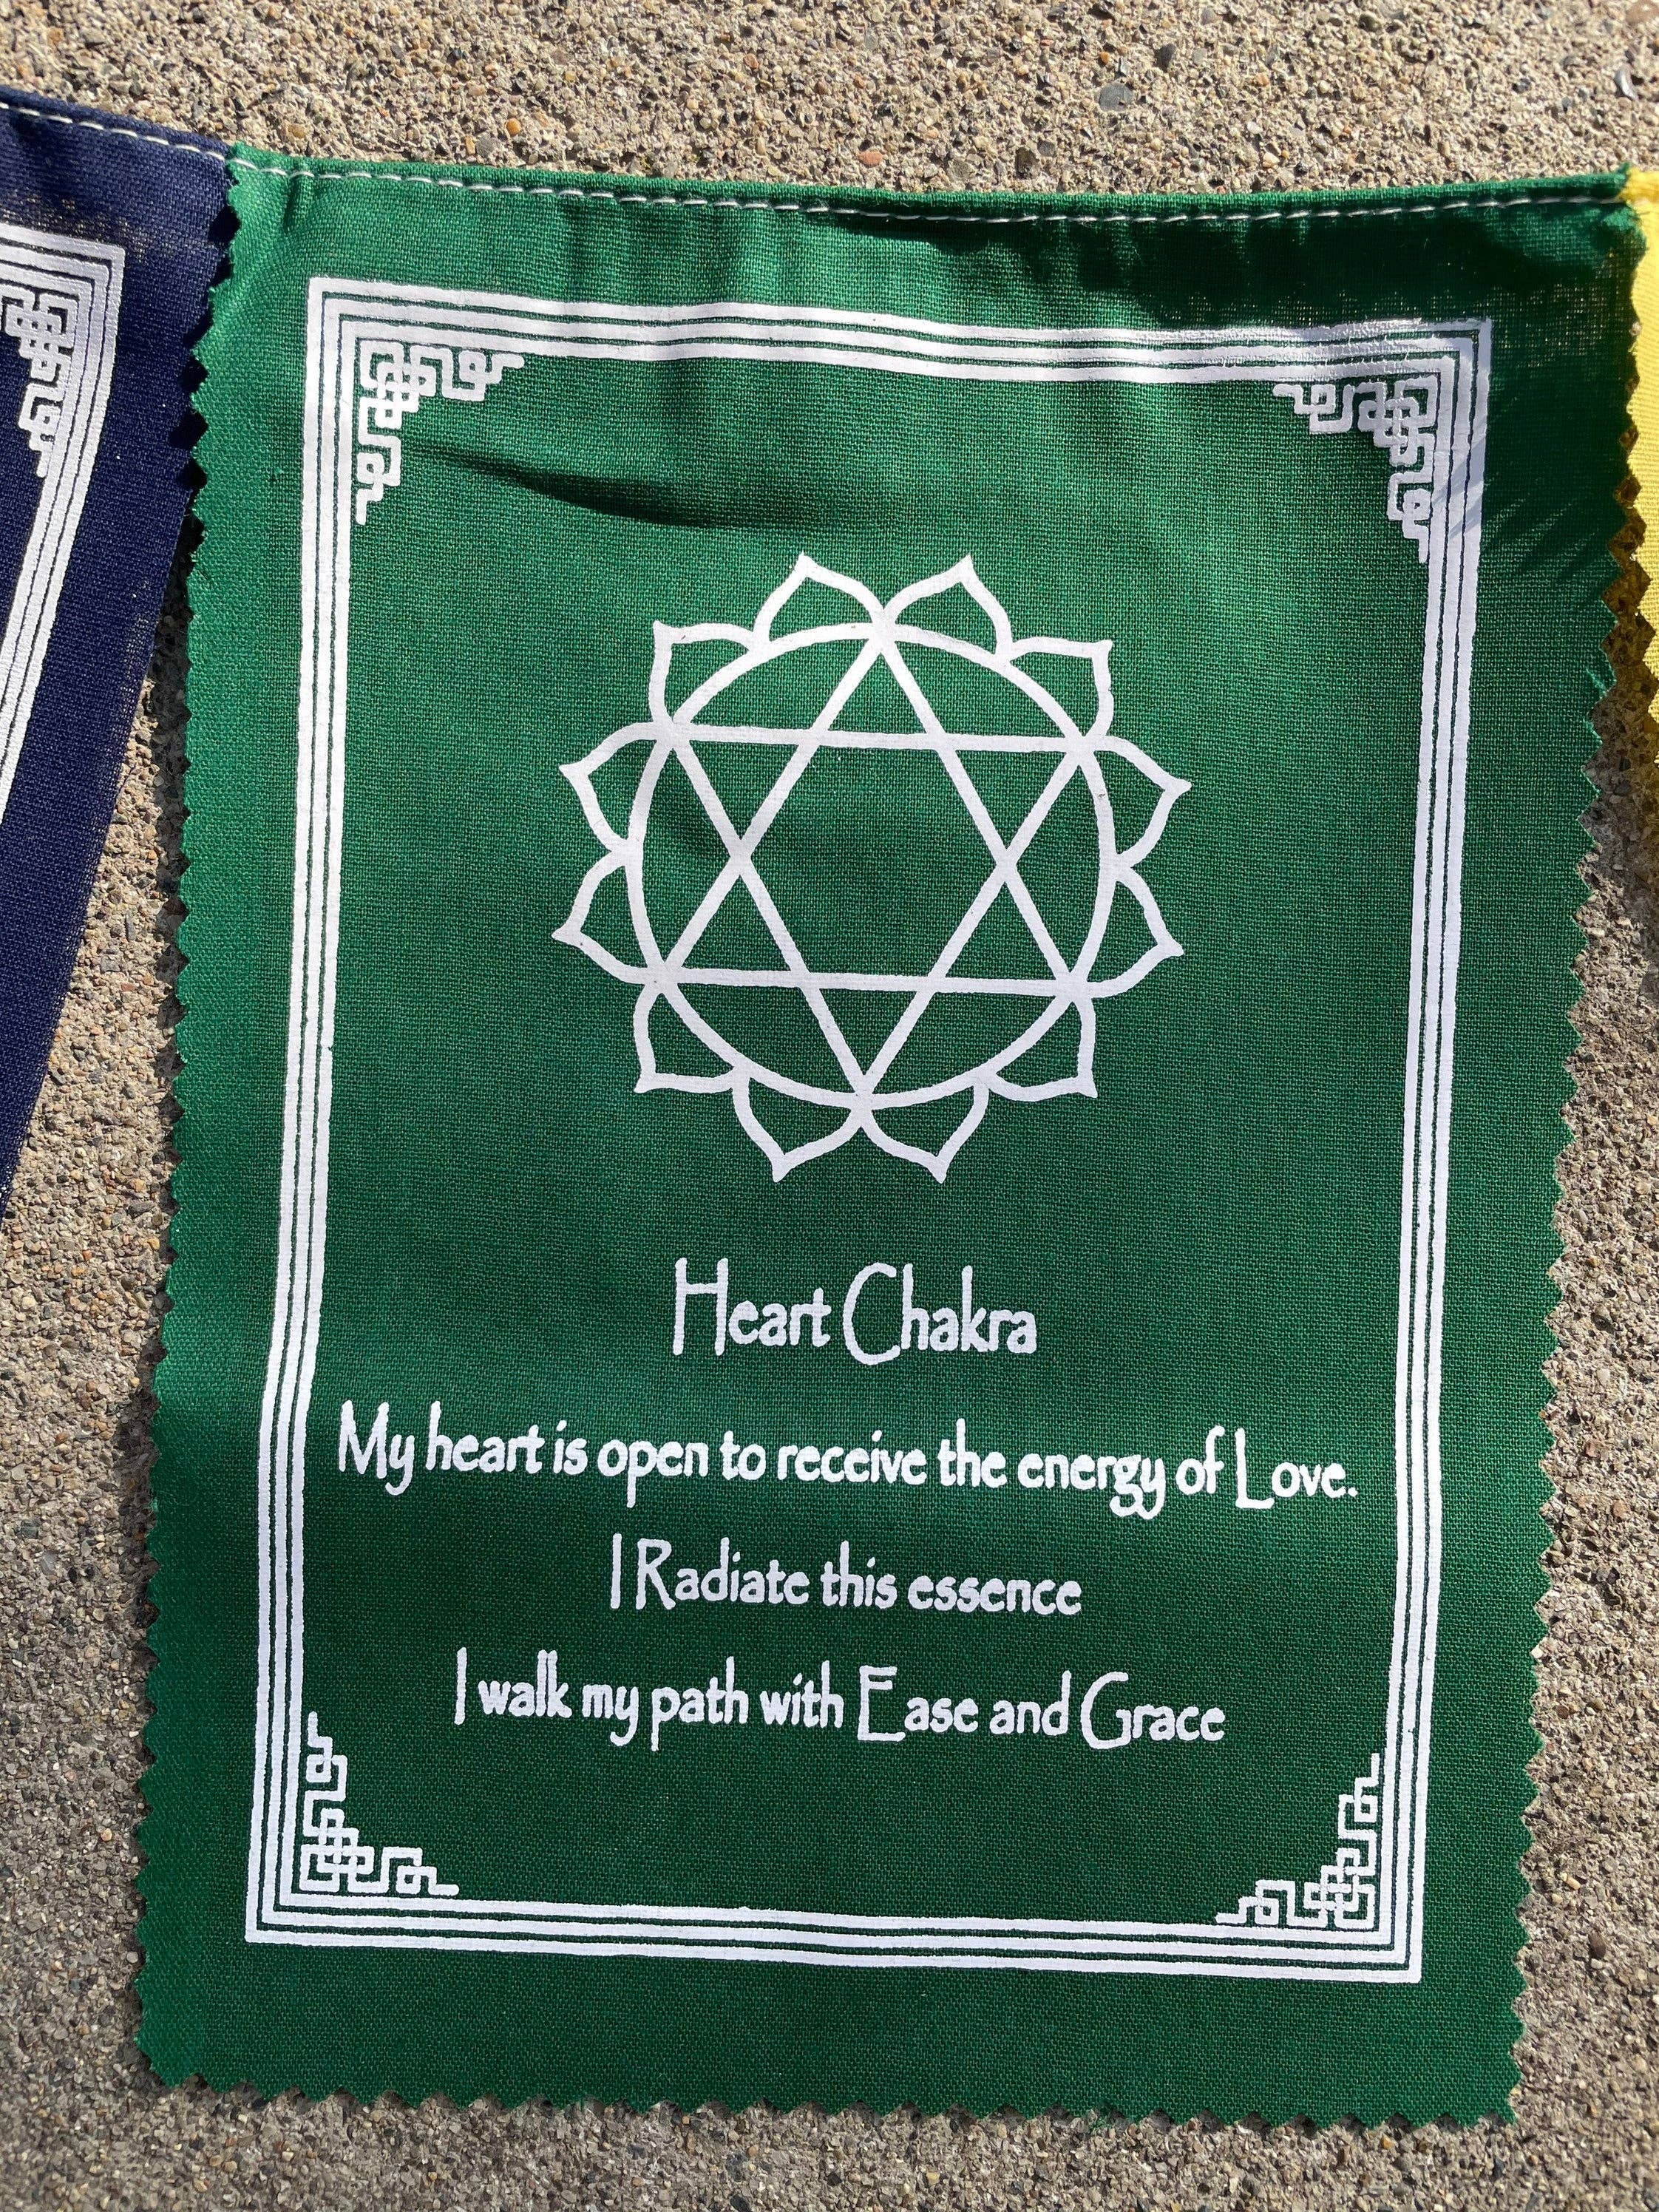 Heart Chakra
My heart is open to receive the energy of Love.
I Radiate this essence
I walk my path with Ease and Grace